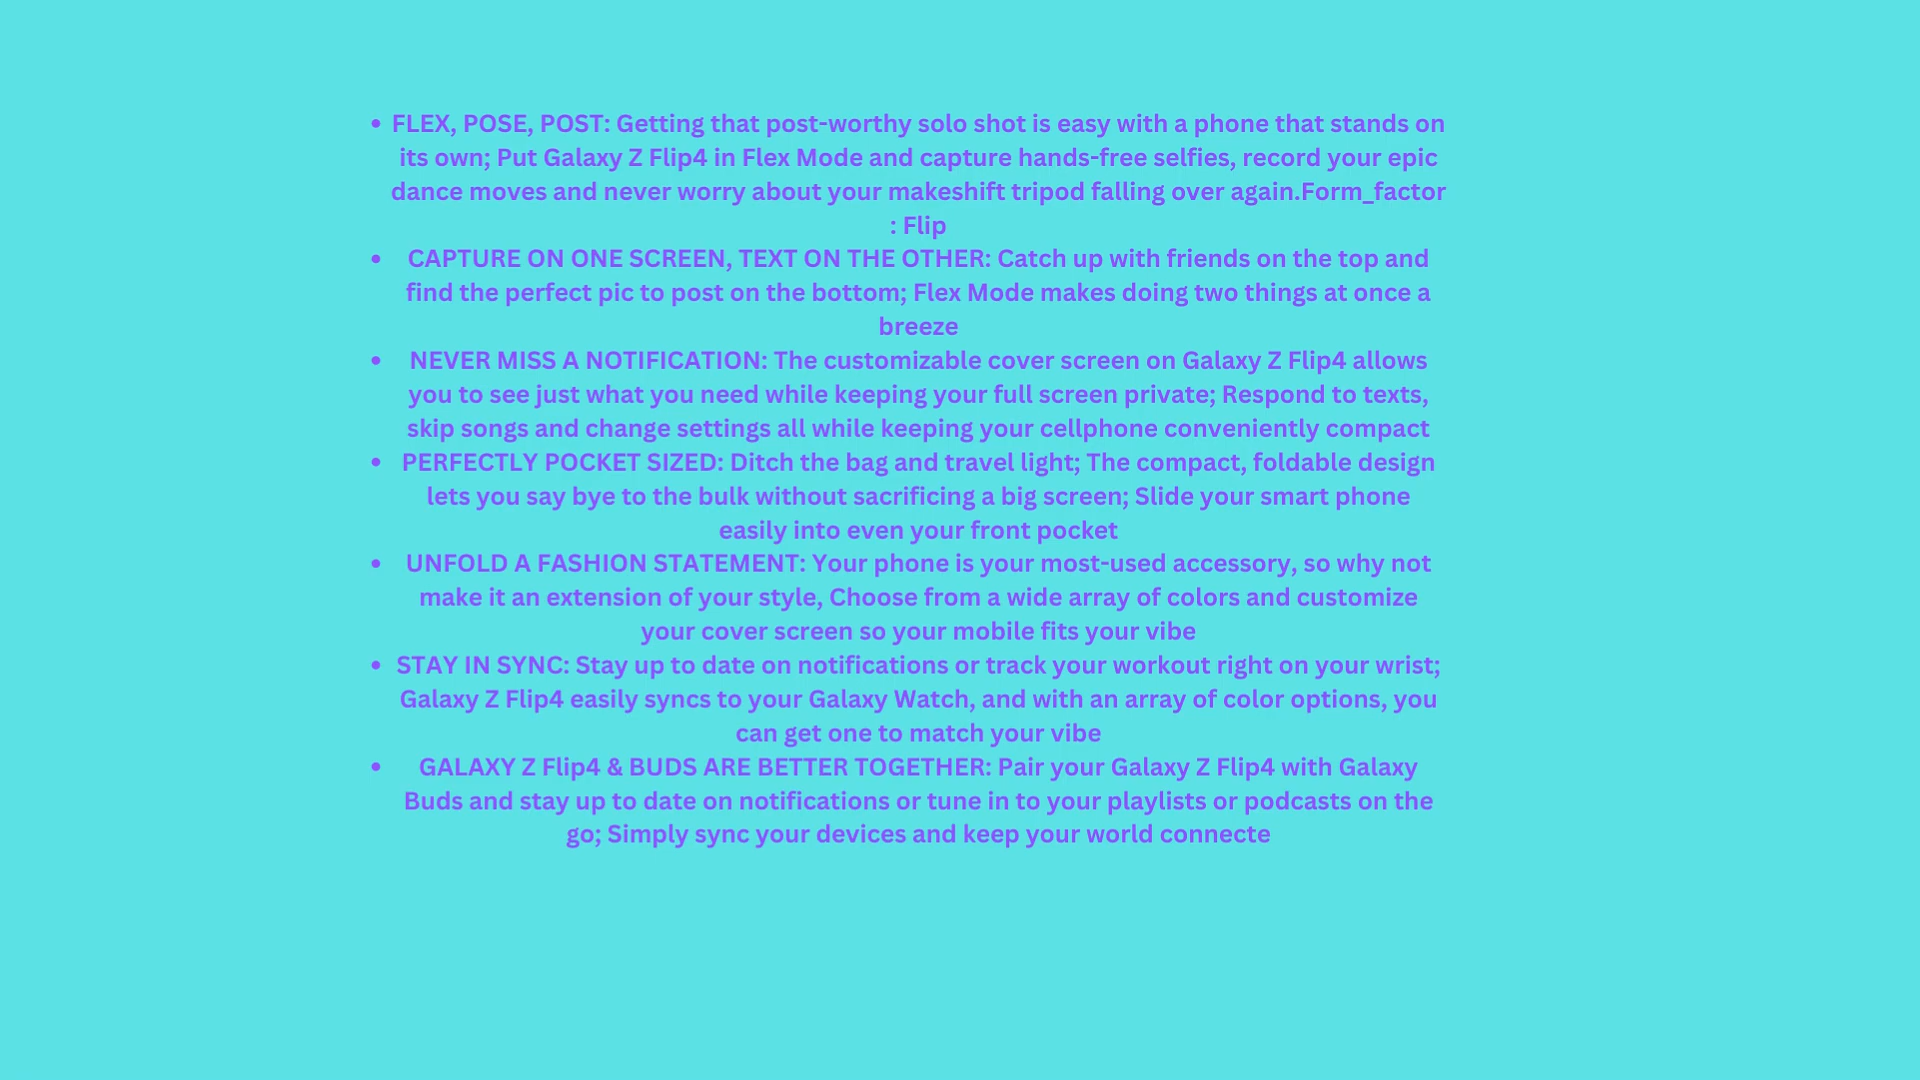 • FLEX, POSE, POST: Getting that post-worthy solo shot is easy with a phone that stands on
its own; Put Galaxy Z Flip4 in Flex Mode and capture hands-free selfies, record your epic
dance moves and never worry about your makeshift tripod falling over again.Form_factor
: Flip
• CAPTURE ON ONE SCREEN, TEXT ON THE OTHER: Catch up with friends on the top and
find the perfect pic to post on the bottom; Flex Mode makes doing two things at once a
breeze
• NEVER MISS A NOTIFICATION: The customizable cover screen on Galaxy Z Flip4 allows
you to see just what you need while keeping your full screen private; Respond to texts,
skip songs and change settings all while keeping your cellphone conveniently compact
• PERFECTLY POCKET SIZED: Ditch the bag and travel light; The compact, foldable design
lets you say bye to the bulk without sacrificing a big screen; Slide your smart phone
easily into even your front pocket
• UNFOLD A FASHION STATEMENT: Your phone is your most-used accessory, so why not
make it an extension of your style, Choose from a wide array of colors and customize
your cover screen so your mobile fits your vibe
• STAY IN SYNC: Stay up to date on notifications or track your workout right on your wrist;
Galaxy Z Flip4 easily syncs to your Galaxy Watch, and with an array of color options, you
can get one to match your vibe
• GALAXY Z Flip4 & BUDS ARE BETTER TOGETHER: Pair your Galaxy Z Flip4 with Galaxy
Buds and stay up to date on notifications or tune in to your playlists or podcasts on the
go; Simply sync your devices and keep your world connecte